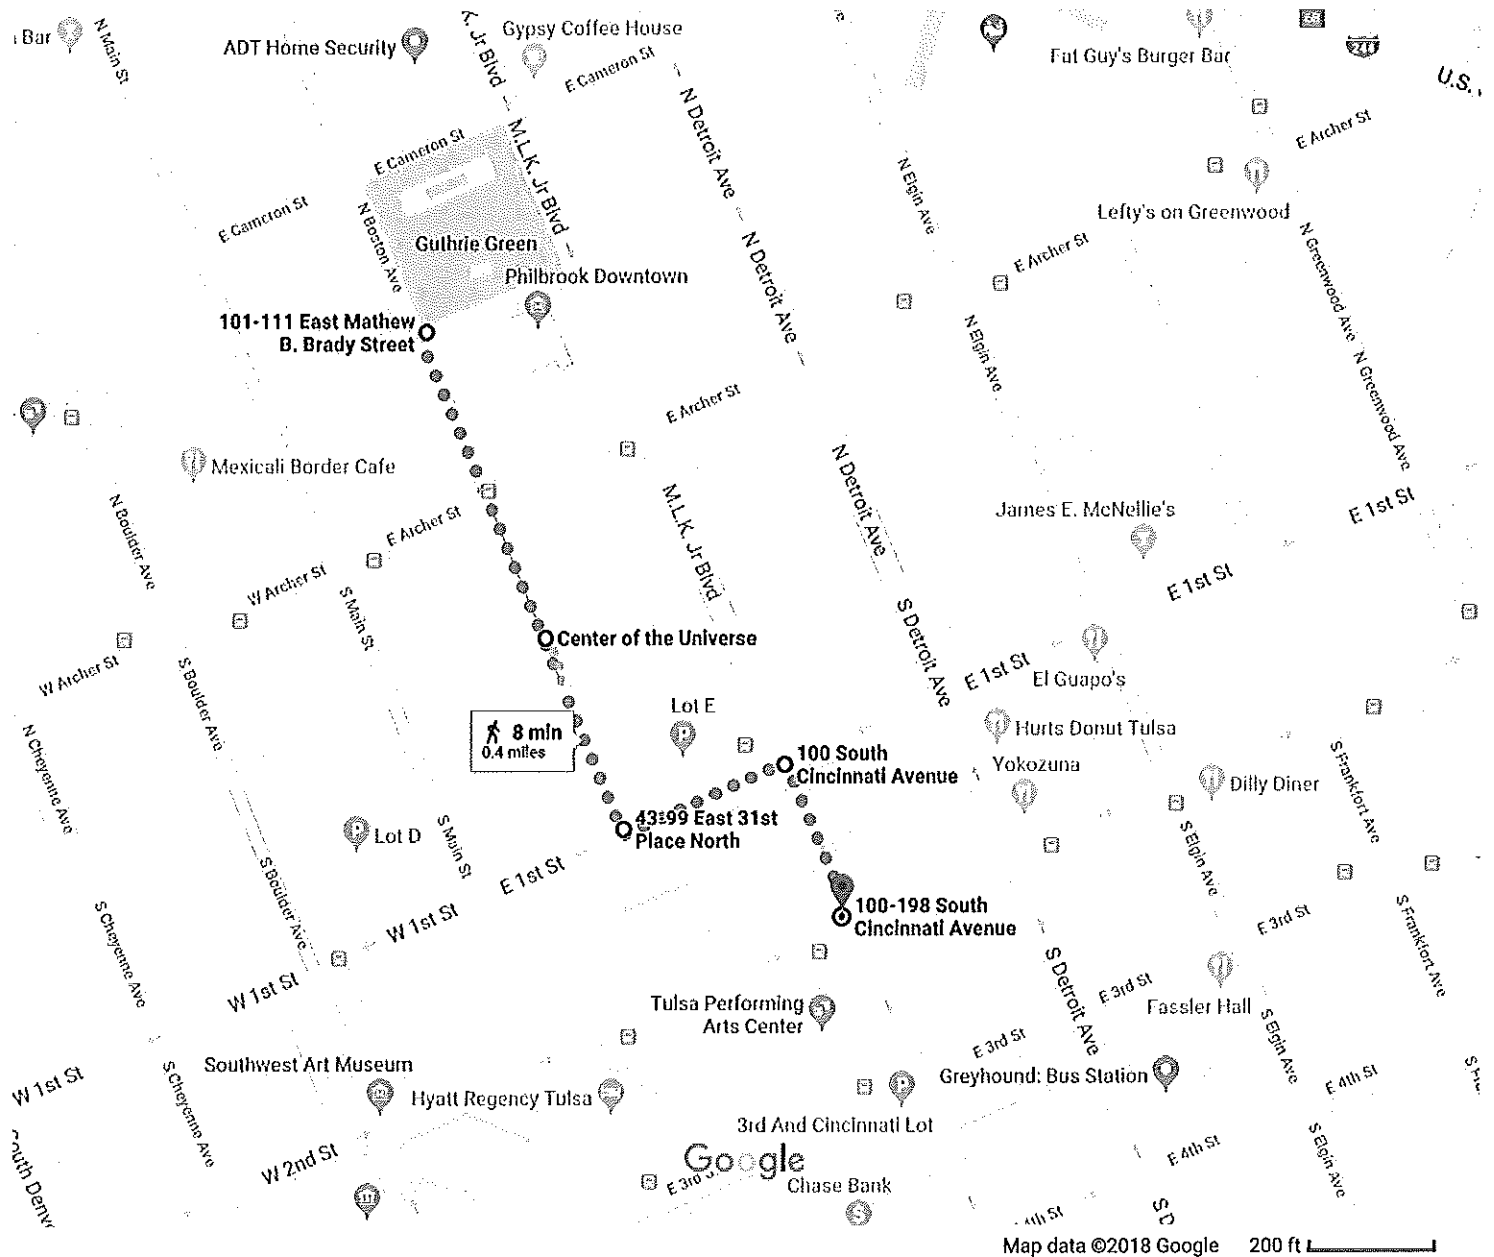 Bar
N Main St
ADT Home Security
K. Jr Blvd
Gypsy Coffee House
E Cameron St
Fat Guy's Burger Bar
U.S.
E Archer St
E Cameron St
M.L.K. Jr Blvd
N Detroit Ave
N Elgin Ave
Lefty's on Greenwood
E Cameron St
N Boston Ave
Guthrie Green
N Detroit Ave
E Archer St
N Greenwood Ave
Philbrook Downtown
101-111 East Mathew
B. Brady Street
N Elgin Ave
N Greenwood Ave
E Archer St
Mexicali Border Cafe
N Boulder Ave
E Archer St
M.L.K. Jr Blvd
N Detroit Ave
James E. McNellie's
E 1st St
W Archer St
S Main St
E 1st St
S Detroit Ave
Center of the Universe
W Archer St
S Boulder Ave
E 1st St
El Guapo's
N Cheyenne Ave
8 min
0.4 miles
Lot E
Hurts Donut Tulsa
100 South
Cincinnati Avenue
Yokozuna
Dilly Diner
S Frankfort Ave
43-99 East 31st
Place North
Lot D
S Main St
E 1st St
S Elgin Ave
S Boulder Ave
W 1st St
100-198 South
Cincinnati Avenue
S Cheyenne Ave
E 3rd St
S Frankfort Ave
W 1st St
S Detroit Ave
E 3rd St
Fassler Hall
Tulsa Performing
Arts Center
E 3rd St
S Elgin Ave
Southwest Art Museum
W 1st St
S Cheyenne Ave
Hyatt Regency Tulsa
Greyhound: Bus Station
E 4th St
3rd And Cincinnati Lot
Google
W 2nd St
E 4th St
S Elgin Ave
E 3rd
Chase Bank
4th St
S D
Map data ©2018 Google
200 ft